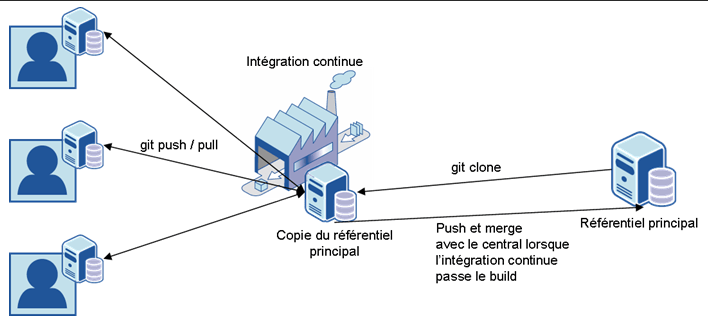 Intégration continue
git push / pull
git clone
Copie du référentiel
principal
Push et merge
avec le central lorsque
l'intégration continue
passe le build
Référentiel principal